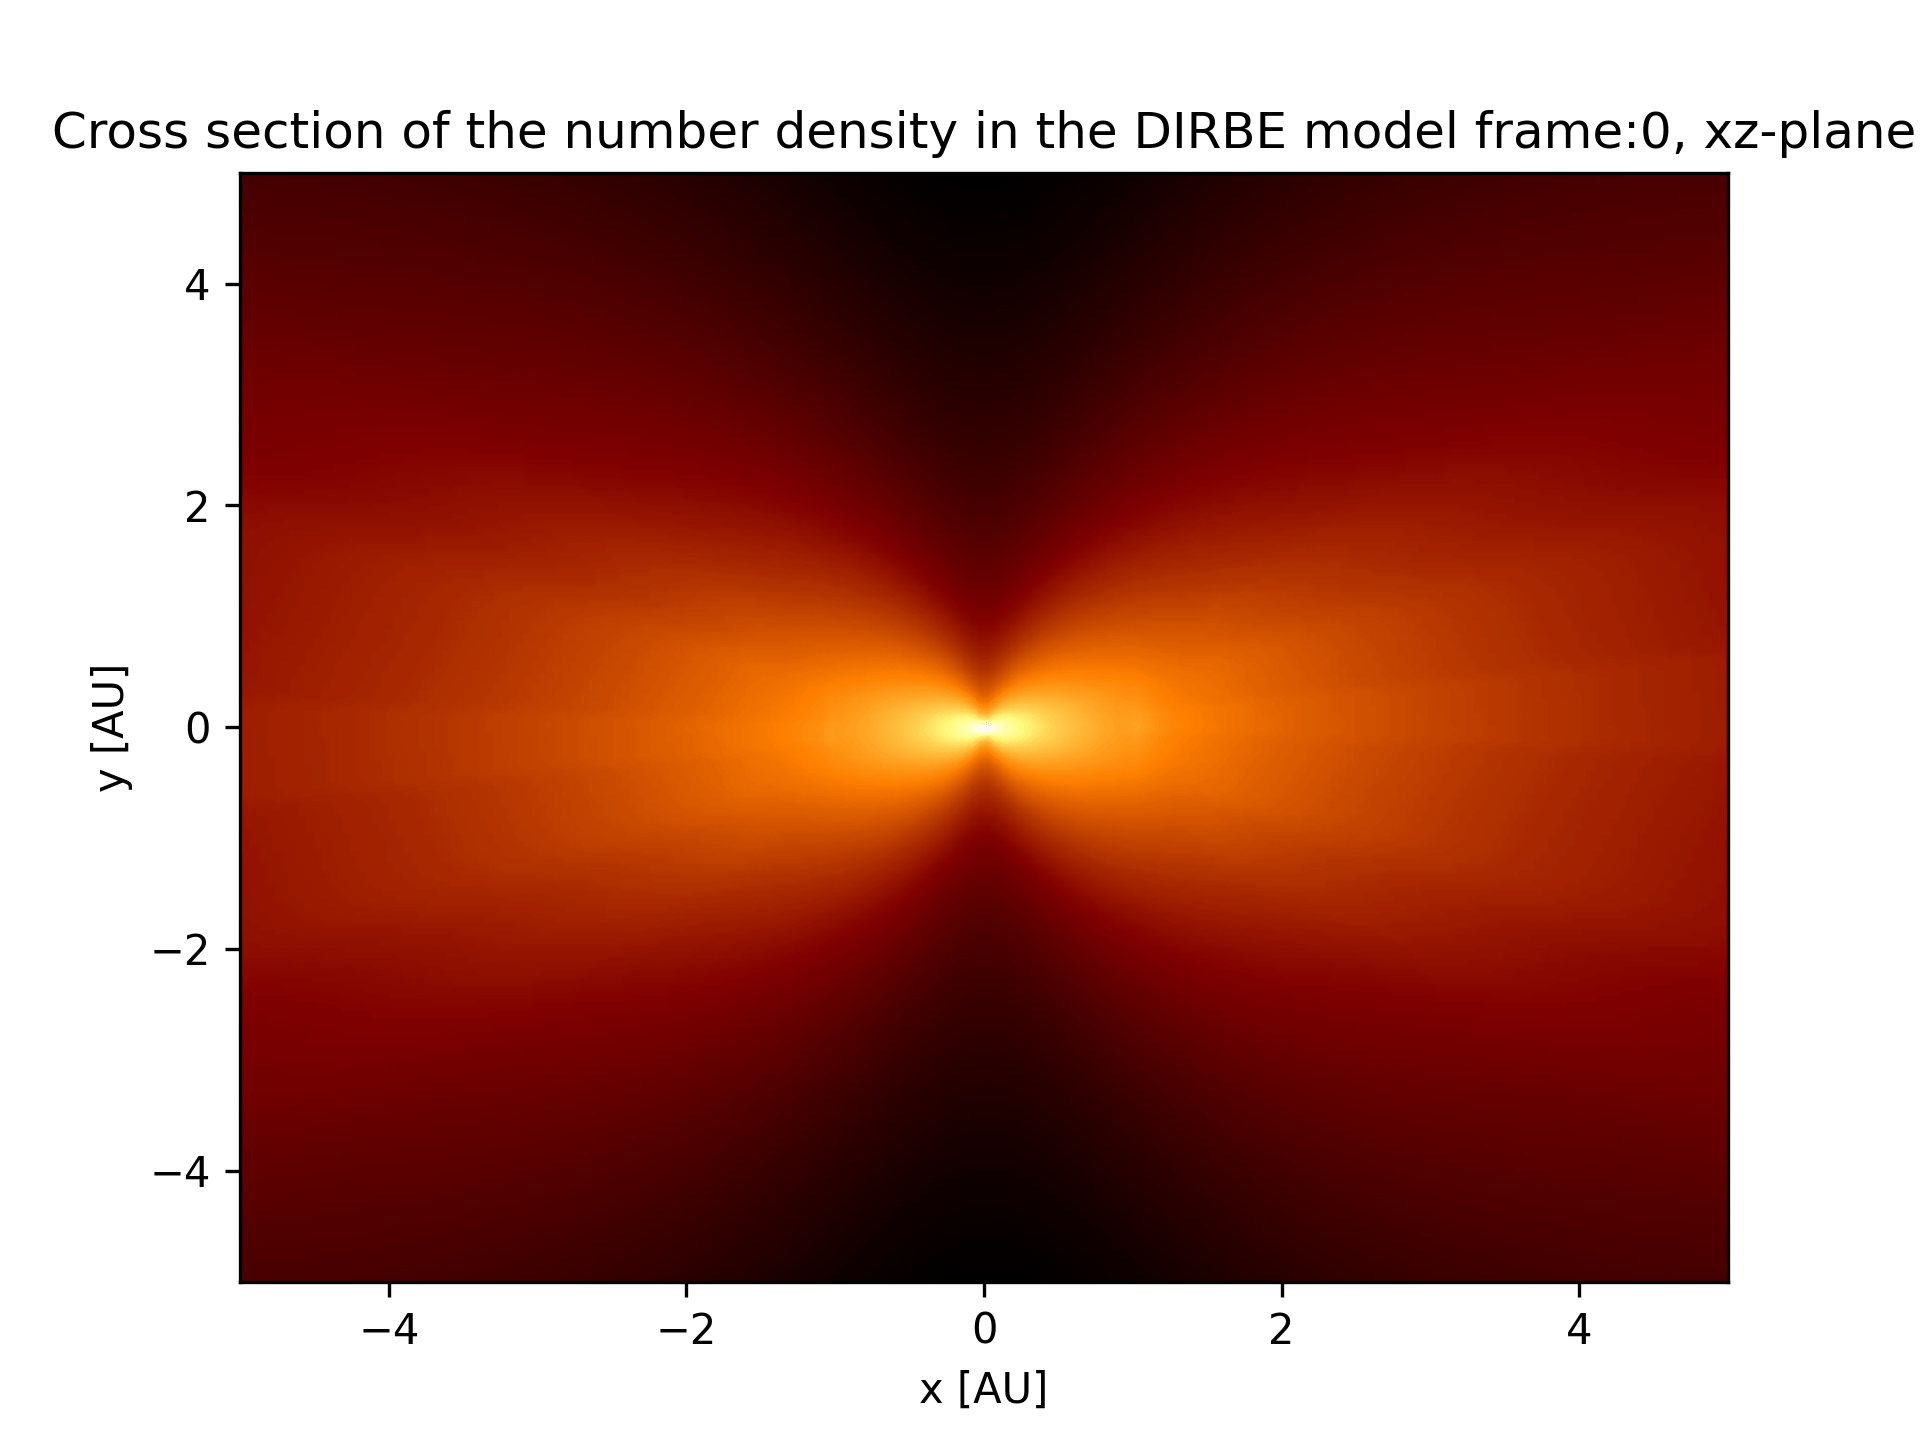 Cross section of the number density in the DIRBE model frame:0, xz-plane
4
2
0
−2
−4
y [AU]
−4 −2 0 2 4
x [AU]